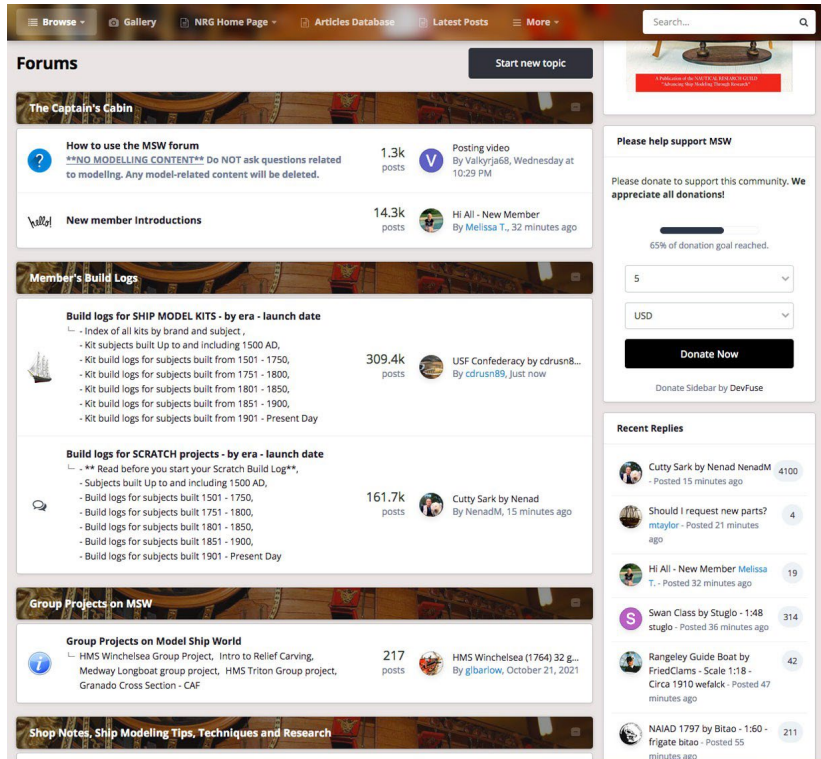 Browse Gallery NRG Home Page Articles Database Latest Posts More Search...
Forums
Start new topic
The Captain's Cabin
How to use the MSW forum
**NO MODELLING CONTENT** Do NOT ask questions related
to modeling. Any model-related content will be deleted.
1.3k
posts
V
Posting video
By Valkyrja68, Wednesday at
10:29 PM
hello!
New member Introductions
14.3k
posts
Hi All - New Member
By Melissa T., 32 minutes ago
Member's Build Logs
Build logs for SHIP MODEL KITS - by era - launch date
- Index of all kits by brand and subject ,
- Kit subjects built Up to and including 1500 AD,
- Kit build logs for subjects built from 1501 - 1750,
- Kit build logs for subjects built from 1751 - 1800,
- Kit build logs for subjects built from 1801 - 1850,
- Kit build logs for subjects built from 1851 - 1900,
- Kit build logs for subjects built from 1901 - Present Day
309.4k
posts
USF Confederacy by cdrusn8...
By cdrusn89, Just now
Build logs for SCRATCH projects - by era - launch date
- ** Read before you start your Scratch Build Log**,
- Subjects built Up to and including 1500 AD,
- Build logs for subjects built 1501 - 1750,
- Build logs for subjects built 1751 - 1800,
- Build logs for subjects built 1801 - 1850,
- Build logs for subjects built 1851 - 1900,
- Build logs for subjects built 1901 - Present Day
161.7k
posts
Cutty Sark by Nenad
By NenadM, 15 minutes ago
Group Projects on MSW
Group Projects on Model Ship World
HMS Winchelsea Group Project, Intro to Relief Carving,
Medway Longboat group project, HMS Triton Group project,
Granado Cross Section - CAF
217
posts
HMS Winchelsea (1764) 32 g...
By glbarlow, October 21, 2021
Shop Notes, Ship Modeling Tips, Techniques and Research
A Publication of the NAUTICAL RESEARCH GUILD
"Advancing Ship Modeling Through Research"
Please help support MSW
Please donate to support this community. We
appreciate all donations!
65% of donation goal reached.
5
USD
Donate Now
Donate Sidebar by DevFuse
Recent Replies
Cutty Sark by Nenad NenadM
- Posted 15 minutes ago
4100
Should I request new parts?
mtaylor - Posted 21 minutes
ago
4
Hi All - New Member Melissa
T. - Posted 32 minutes ago
19
S
Swan Class by Stuglo - 1:48
stuglo - Posted 36 minutes ago
314
Rangeley Guide Boat by
FriedClams - Scale 1:18 -
Circa 1910 wefalck - Posted 47
minutes ago
42
NAIAD 1797 by Bitao - 1:60 -
frigate bitao - Posted 55
minutes ago
211